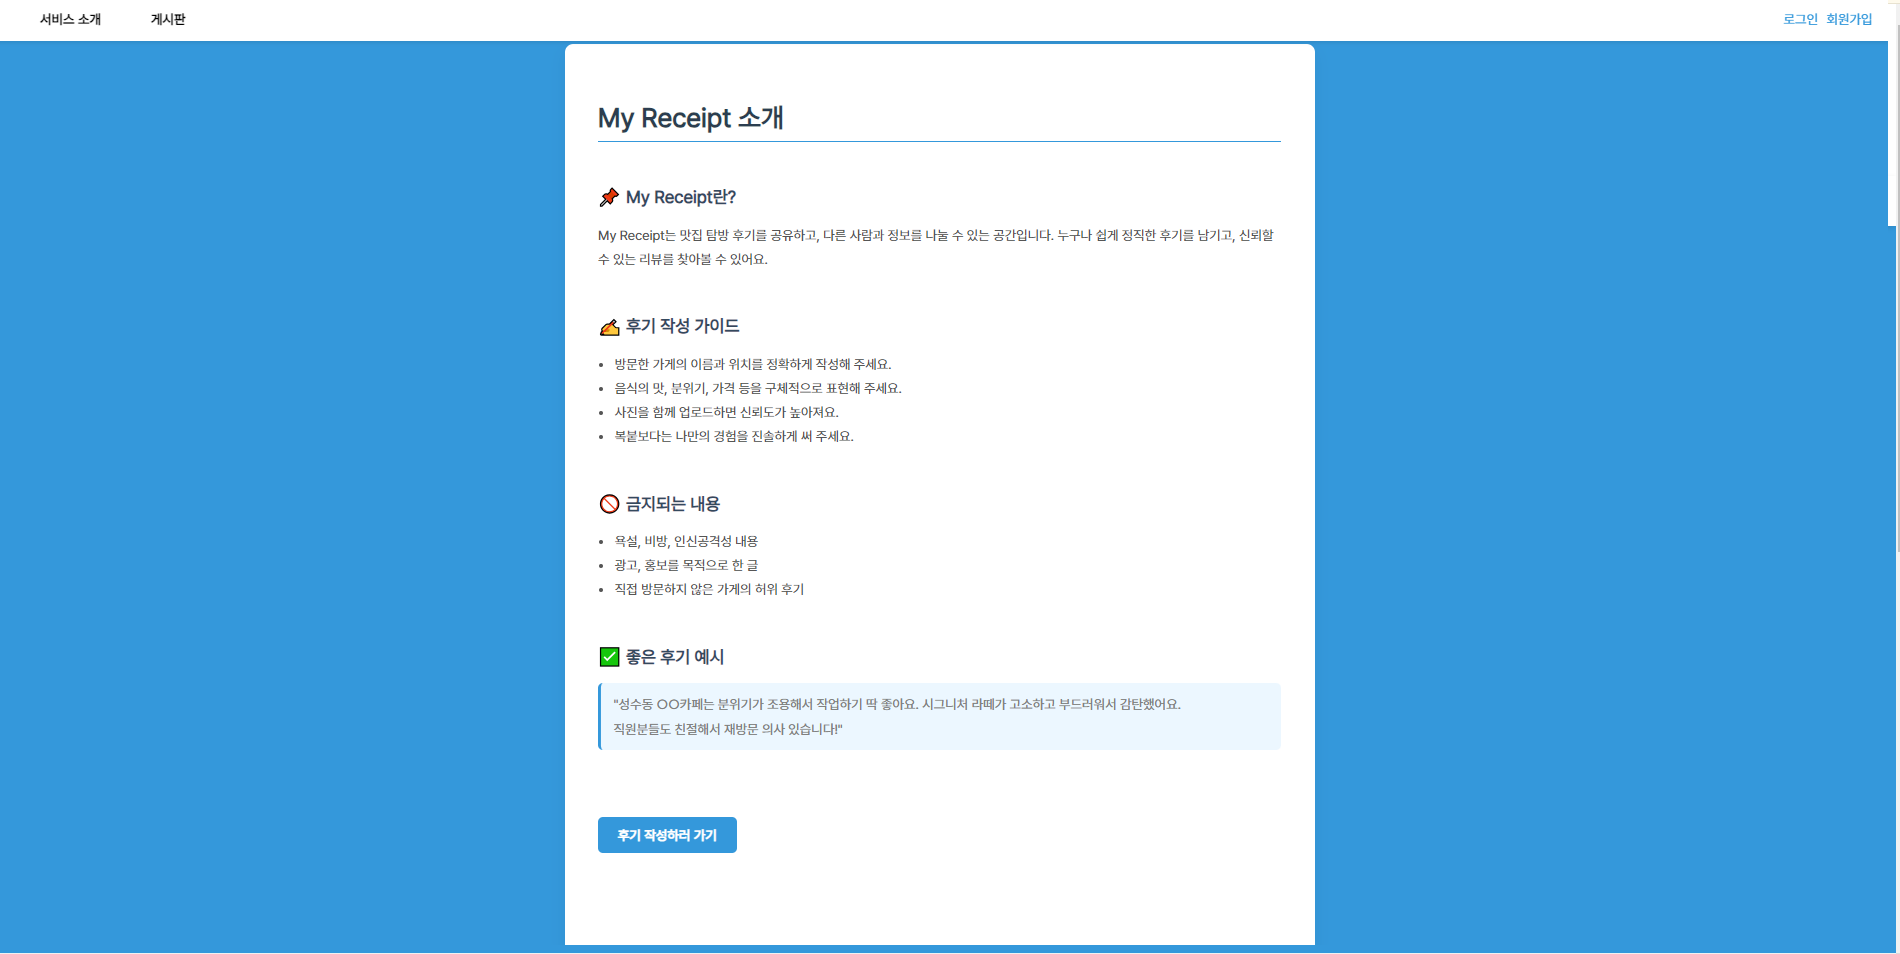 서비스 소개
게시판
로그인 회원가입
My Receipt 소개
My Receipt란?
My Receipt는 맛집 탐방 후기를 공유하고, 다른 사람과 정보를 나눌 수 있는 공간입니다. 누구나 쉽게 정직한 후기를 남기고, 신뢰할
수 있는 리뷰를 찾아볼 수 있어요.
후기 작성 가이드
• 방문한 가게의 이름과 위치를 정확하게 작성해 주세요.
• 음식의 맛, 분위기, 가격 등을 구체적으로 표현해 주세요.
• 사진을 함께 업로드하면 신뢰도가 높아져요.
• 복붙보다는 나만의 경험을 진솔하게 써 주세요.
금지되는 내용
• 욕설, 비방, 인신공격성 내용
• 광고, 홍보를 목적으로 한 글
• 직접 방문하지 않은 가게의 허위 후기
좋은 후기 예시
"성수동 ○○카페는 분위기가 조용해서 작업하기 딱 좋아요. 시그니처 라떼가 고소하고 부드러워서 감탄했어요.
직원분들도 친절해서 재방문 의사 있습니다!"
후기 작성하러 가기